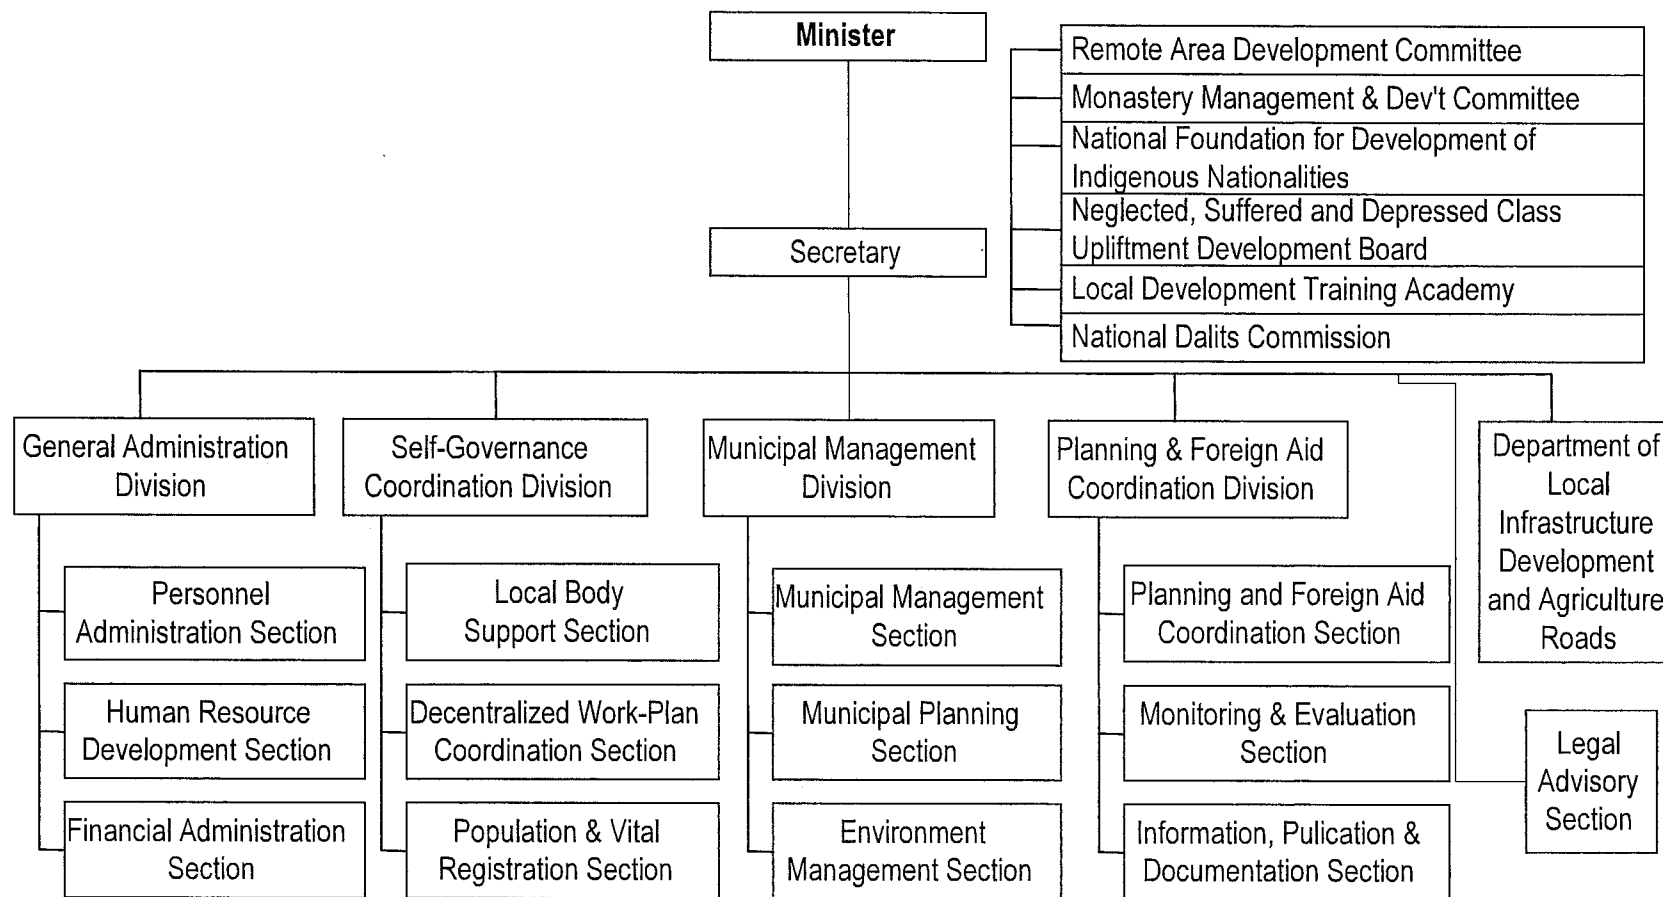 Minister
Remote Area Development Committee
Monastery Management & Dev't Committee
National Foundation for Development of
Indigenous Nationalities
Neglected, Suffered and Depressed Class
Upliftment Development Board
Local Development Training Academy
National Dalits Commission
Secretary
General Administration
Division
Personnel
Administration Section
Human Resource
Development Section
Financial Administration
Section
Self-Governance
Coordination Division
Local Body
Support Section
Decentralized Work-Plan
Coordination Section
Population & Vital
Registration Section
Municipal Management
Division
Municipal Management
Section
Municipal Planning
Section
Environment
Management Section
Planning & Foreign Aid
Coordination Division
Planning and Foreign Aid
Coordination Section
Monitoring & Evaluation
Section
Information, Pulication &
Documentation Section
Department of
Local
Infrastructure
Development
and Agriculture
Roads
Legal
Advisory
Section